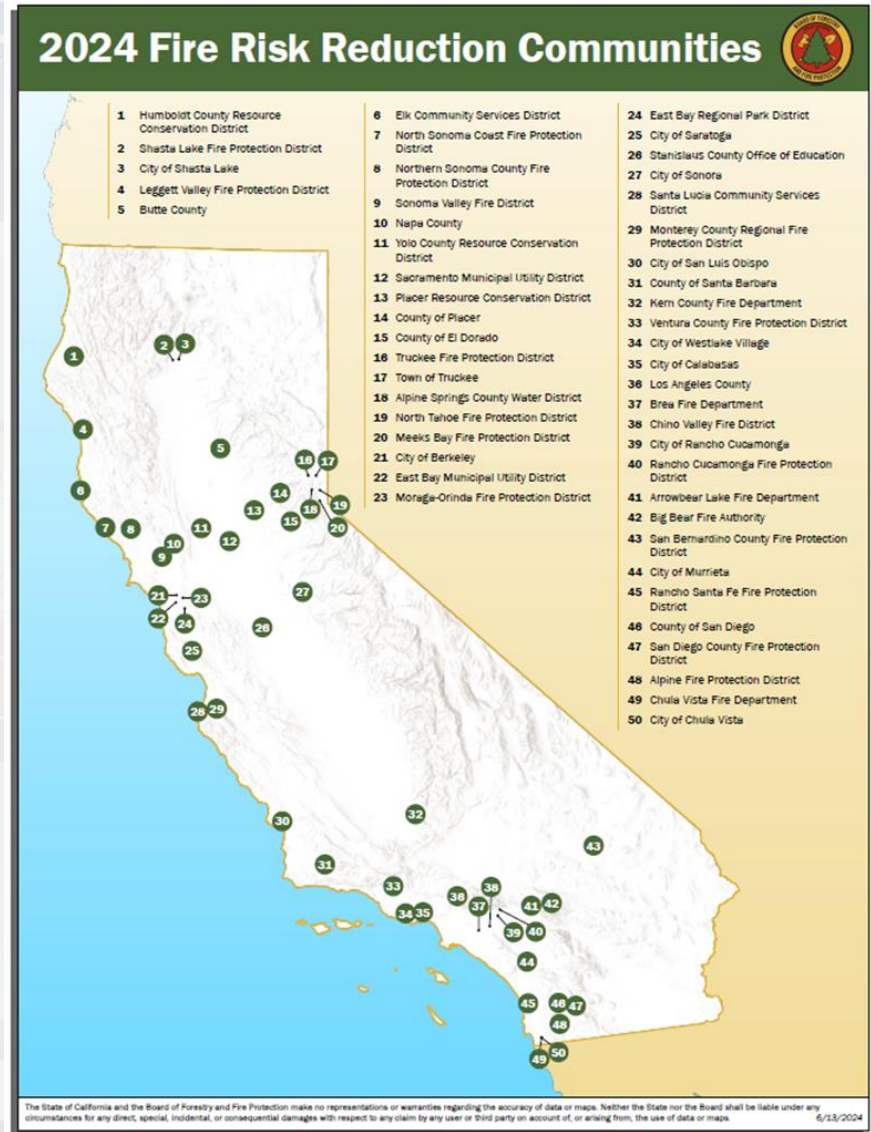 2024 Fire Risk Reduction Communities
BOARD OF FORESTRY
AND FIRE PROTECTION
1 Humboldt County Resource
Conservation District
2 Shasta Lake Fire Protection District
3 City of Shasta Lake
4 Leggett Valley Fire Protection District
5 Butte County
6 Elk Community Services District
7 North Sonoma Coast Fire Protection
District
8 Northern Sonoma County Fire
Protection District
9 Sonoma Valley Fire District
10 Napa County
11 Yolo County Resource Conservation
District
12 Sacramento Municipal Utility District
13 Placer Resource Conservation District
14 County of Placer
15 County of El Dorado
16 Truckee Fire Protection District
17 Town of Truckee
18 Alpine Springs County Water District
19 North Tahoe Fire Protection District
20 Meeks Bay Fire Protection District
21 City of Berkeley
22 East Bay Municipal Utility District
23 Moraga-Orinda Fire Protection District
24 East Bay Regional Park District
25 City of Saratoga
26 Stanislaus County Office of Education
27 City of Sonora
28 Santa Lucia Community Services
District
29 Monterey County Regional Fire
Protection District
30 City of San Luis Obispo
31 County of Santa Barbara
32 Kern County Fire Department
33 Ventura County Fire Protection District
34 City of Westlake Village
35 City of Calabasas
36 Los Angeles County
37 Brea Fire Department
38 Chino Valley Fire District
39 City of Rancho Cucamonga
40 Rancho Cucamonga Fire Protection
District
41 Arrowbear Lake Fire Department
42 Big Bear Fire Authority
43 San Bernardino County Fire Protection
District
44 City of Murrieta
45 Rancho Santa Fe Fire Protection
District
46 County of San Diego
47 San Diego County Fire Protection
District
48 Alpine Fire Protection District
49 Chula Vista Fire Department
50 City of Chula Vista
2 3
1
4
5
16 17
6
14
13
18 19
7 8
11
15 20
12
10
9
27
21 23
22
24
26
25
28 29
32
30
43
31
33
38
36
37
41 42
34 35
39 40
44
45
46 47
48
50
49
The State of California and the Board of Forestry and Fire Protection make no representations or warranties regarding the accuracy of data or maps. Neither the State nor the Board shall be liable under any
circumstances for any direct, special, incidental, or consequential damages with respect to any claim by any user or third party on account of, or arising from, the use of data or maps.
6/13/2024